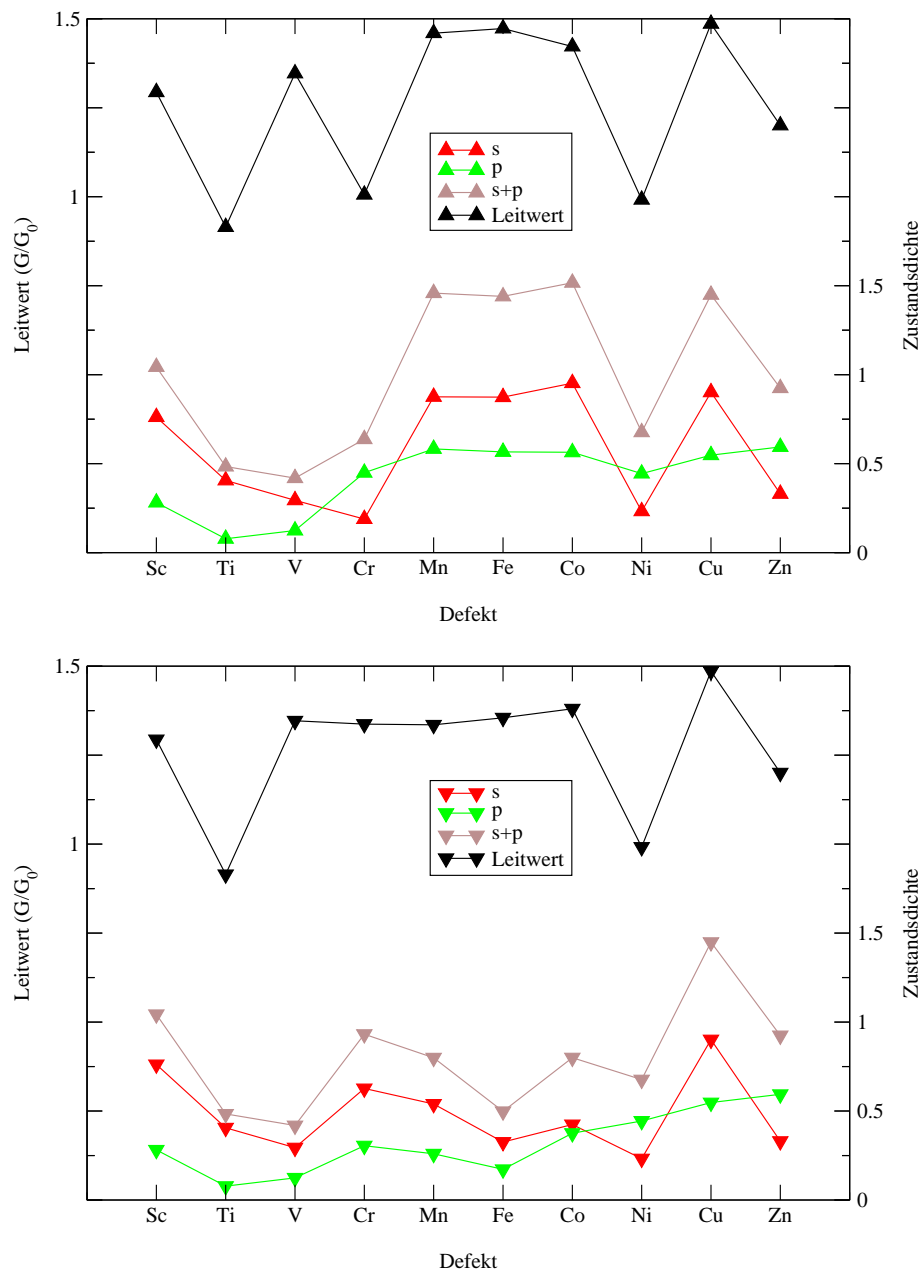 1.5
s
p
s+p
Leitwert
1
Leitwert (G/G0)
Zustandsdichte
1.5
1
0.5
0
Sc Ti V Cr Mn Fe Co Ni Cu Zn
Defekt
1.5
s
p
s+p
Leitwert
1
Leitwert (G/G0)
Zustandsdichte
1.5
1
0.5
0
Sc Ti V Cr Mn Fe Co Ni Cu Zn
Defekt